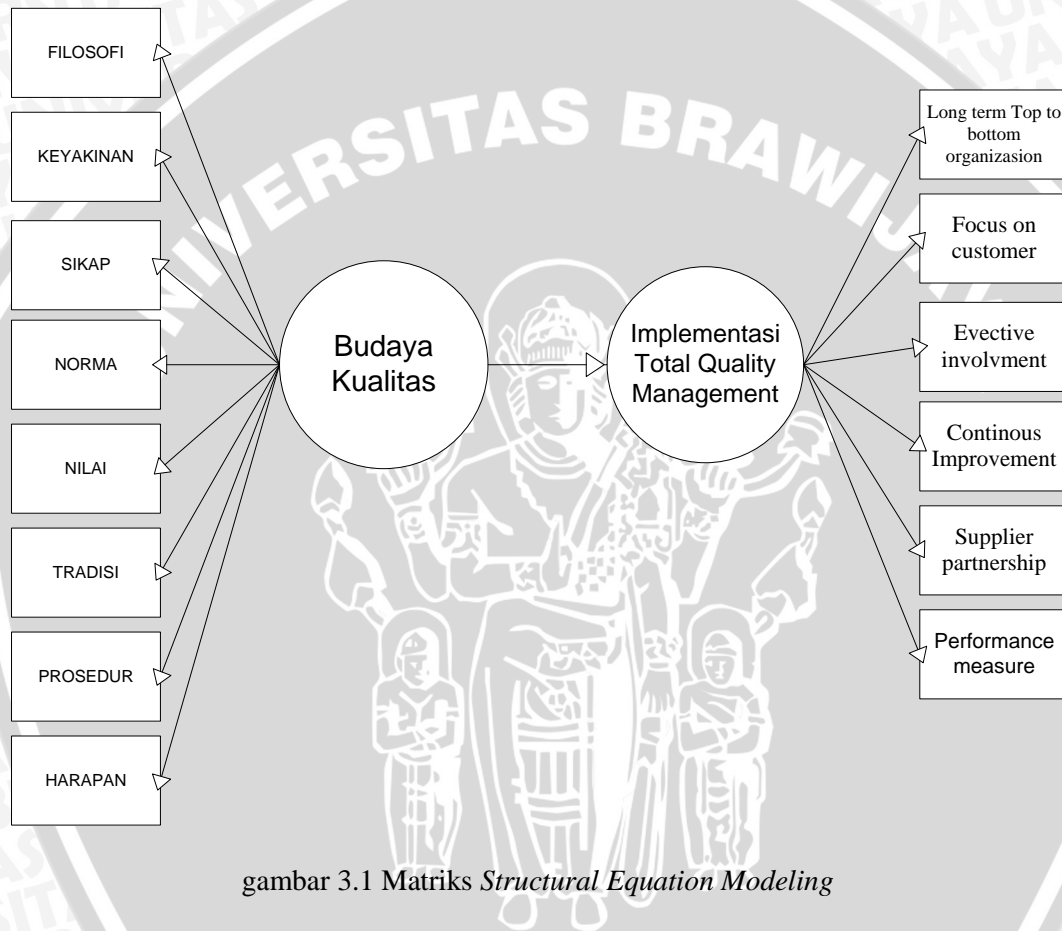 FILOSOFI
KEYAKINAN
SIKAP
NORMA
NILAI
TRADISI
PROSEDUR
HARAPAN
Budaya
Kualitas
Implementasi
Total Quality
Management
Long term Top to
bottom
organizasion
Focus on
customer
Evective
involvment
Continous
Improvement
Supplier
partnership
Performance
measure
gambar 3.1 Matriks Structural Equation Modeling